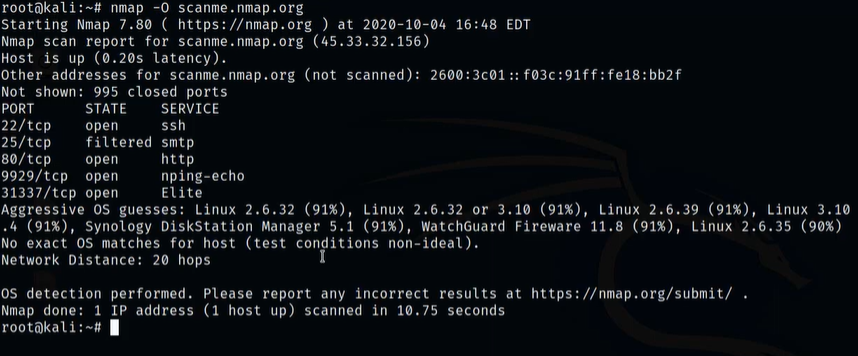 root@kali:~# nmap -O scanme.nmap.org
Starting Nmap 7.80 ( https://nmap.org ) at 2020-10-04 16:48 EDT
Nmap scan report for scanme.nmap.org (45.33.32.156)
Host is up (0.20s latency).
Other addresses for scanme.nmap.org (not scanned): 2600:3c01::f03c:91ff:fe18:bb2f
Not shown: 995 closed ports
PORT      STATE    SERVICE
22/tcp    open     ssh
25/tcp    filtered smtp
80/tcp    open     http
9929/tcp  open     nping-echo
31337/tcp open     Elite
Aggressive OS guesses: Linux 2.6.32 (91%), Linux 2.6.32 or 3.10 (91%), Linux 2.6.39 (91%), Linux 3.10
.4 (91%), Synology DiskStation Manager 5.1 (91%), WatchGuard Fireware 11.8 (91%), Linux 2.6.35 (90%)
No exact OS matches for host (test conditions non-ideal).
Network Distance: 20 hops

OS detection performed. Please report any incorrect results at https://nmap.org/submit/ .
Nmap done: 1 IP address (1 host up) scanned in 10.75 seconds
root@kali:~#